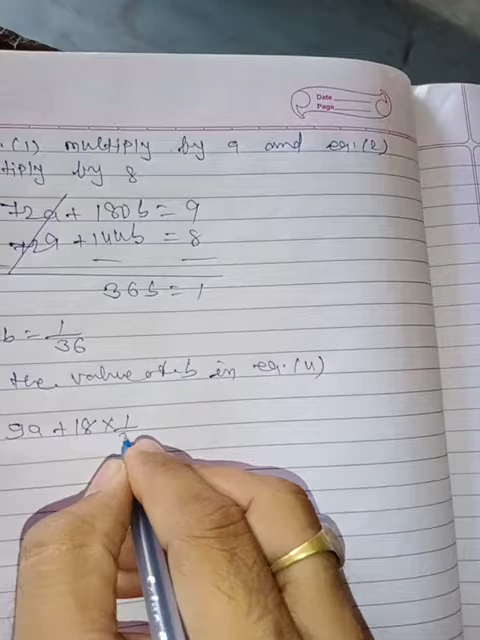 Date
Page
. (1) multiply by 9 and eq. (2)
tiply by 8
72a + 180b = 9
72a + 144b = 8
36b = 1
b = 1/36
the value of b in eq. (4)
9a + 18 × 1/3